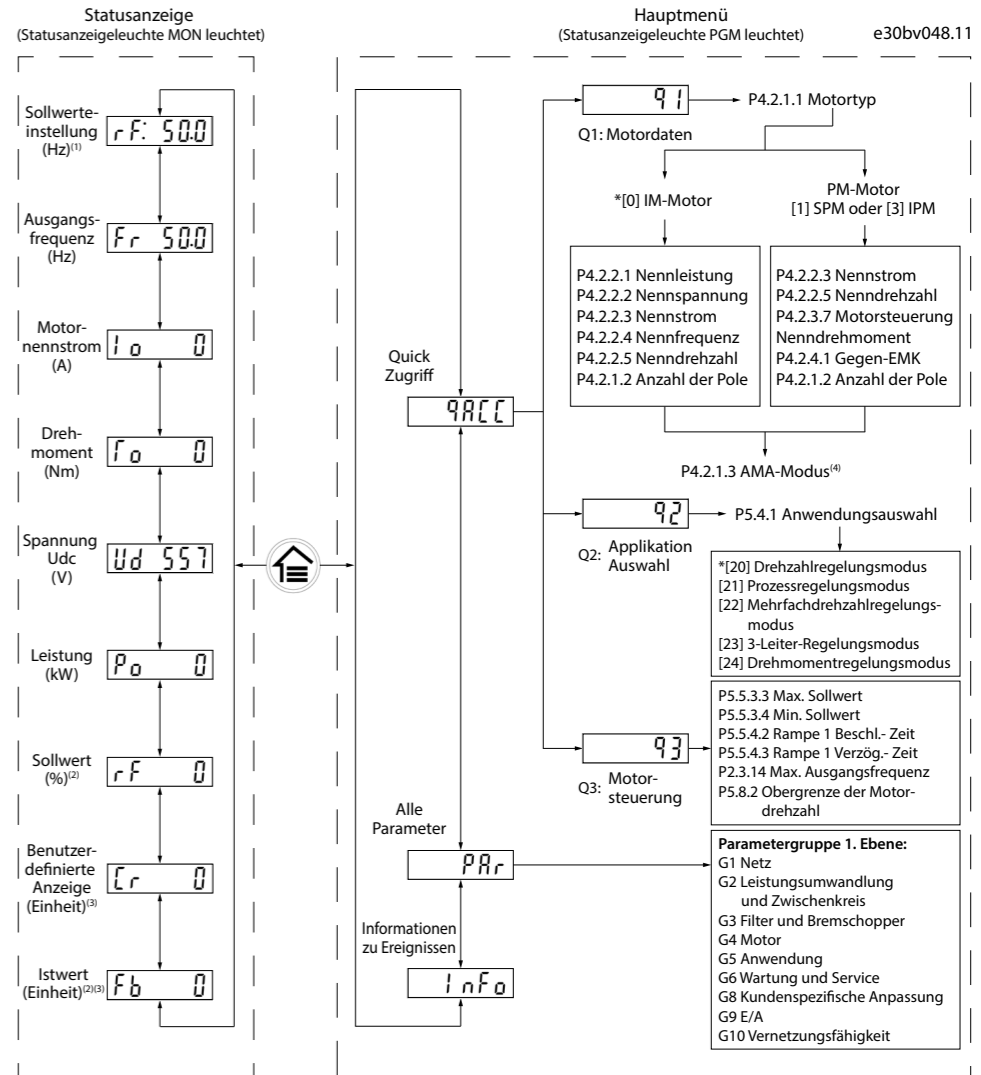 Statusanzeige
(Statusanzeigeleuchte MON leuchtet)
Hauptmenü
(Statusanzeigeleuchte PGM leuchtet)
e30bv048.11
Sollwerte-
instellung
(Hz)(1)
rF: 50.0
Ausgangs-
frequenz
(Hz)
Fr 50.0
Motor-
nennstrom
(A)
Io 0
Dreh-
moment
(Nm)
To 0
Spannung
Udc
(V)
Ud 557
Leistung
(kW)
Po 0
Sollwert
(%)(2)
rF 0
Benutzer-
definierte
Anzeige
(Einheit)(3)
Cr 0
Istwert
(Einheit)(2)(3)
Fb 0
Quick
Zugriff
qACC
Alle
Parameter
PAr
Informationen
zu Ereignissen
InFo
q1
Q1: Motordaten
P4.2.1.1 Motortyp
*[0] IM-Motor
PM-Motor
[1] SPM oder [3] IPM
P4.2.2.1 Nennleistung
P4.2.2.2 Nennspannung
P4.2.2.3 Nennstrom
P4.2.2.4 Nennfrequenz
P4.2.2.5 Nenndrehzahl
P4.2.1.2 Anzahl der Pole
P4.2.2.3 Nennstrom
P4.2.2.5 Nenndrehzahl
P4.2.3.7 Motorsteuerung
Nenndrehmoment
P4.2.4.1 Gegen-EMK
P4.2.1.2 Anzahl der Pole
P4.2.1.3 AMA-Modus(4)
q2
Q2: Applikation
Auswahl
P5.4.1 Anwendungsauswahl
*[20] Drehzahlregelungsmodus
[21] Prozessregelungsmodus
[22] Mehrfachdrehzahlregelungs-
modus
[23] 3-Leiter-Regelungsmodus
[24] Drehmomentregelungsmodus
q3
Q3: Motor-
steuerung
P5.5.3.3 Max. Sollwert
P5.5.3.4 Min. Sollwert
P5.5.4.2 Rampe 1 Beschl.- Zeit
P5.5.4.3 Rampe 1 Verzög.- Zeit
P2.3.14 Max. Ausgangsfrequenz
P5.8.2 Obergrenze der Motor-
drehzahl
Parametergruppe 1. Ebene:
G1 Netz
G2 Leistungsumwandlung
und Zwischenkreis
G3 Filter und Bremschopper
G4 Motor
G5 Anwendung
G6 Wartung und Service
G8 Kundenspezifische Anpassung
G9 E/A
G10 Vernetzungsfähigkeit